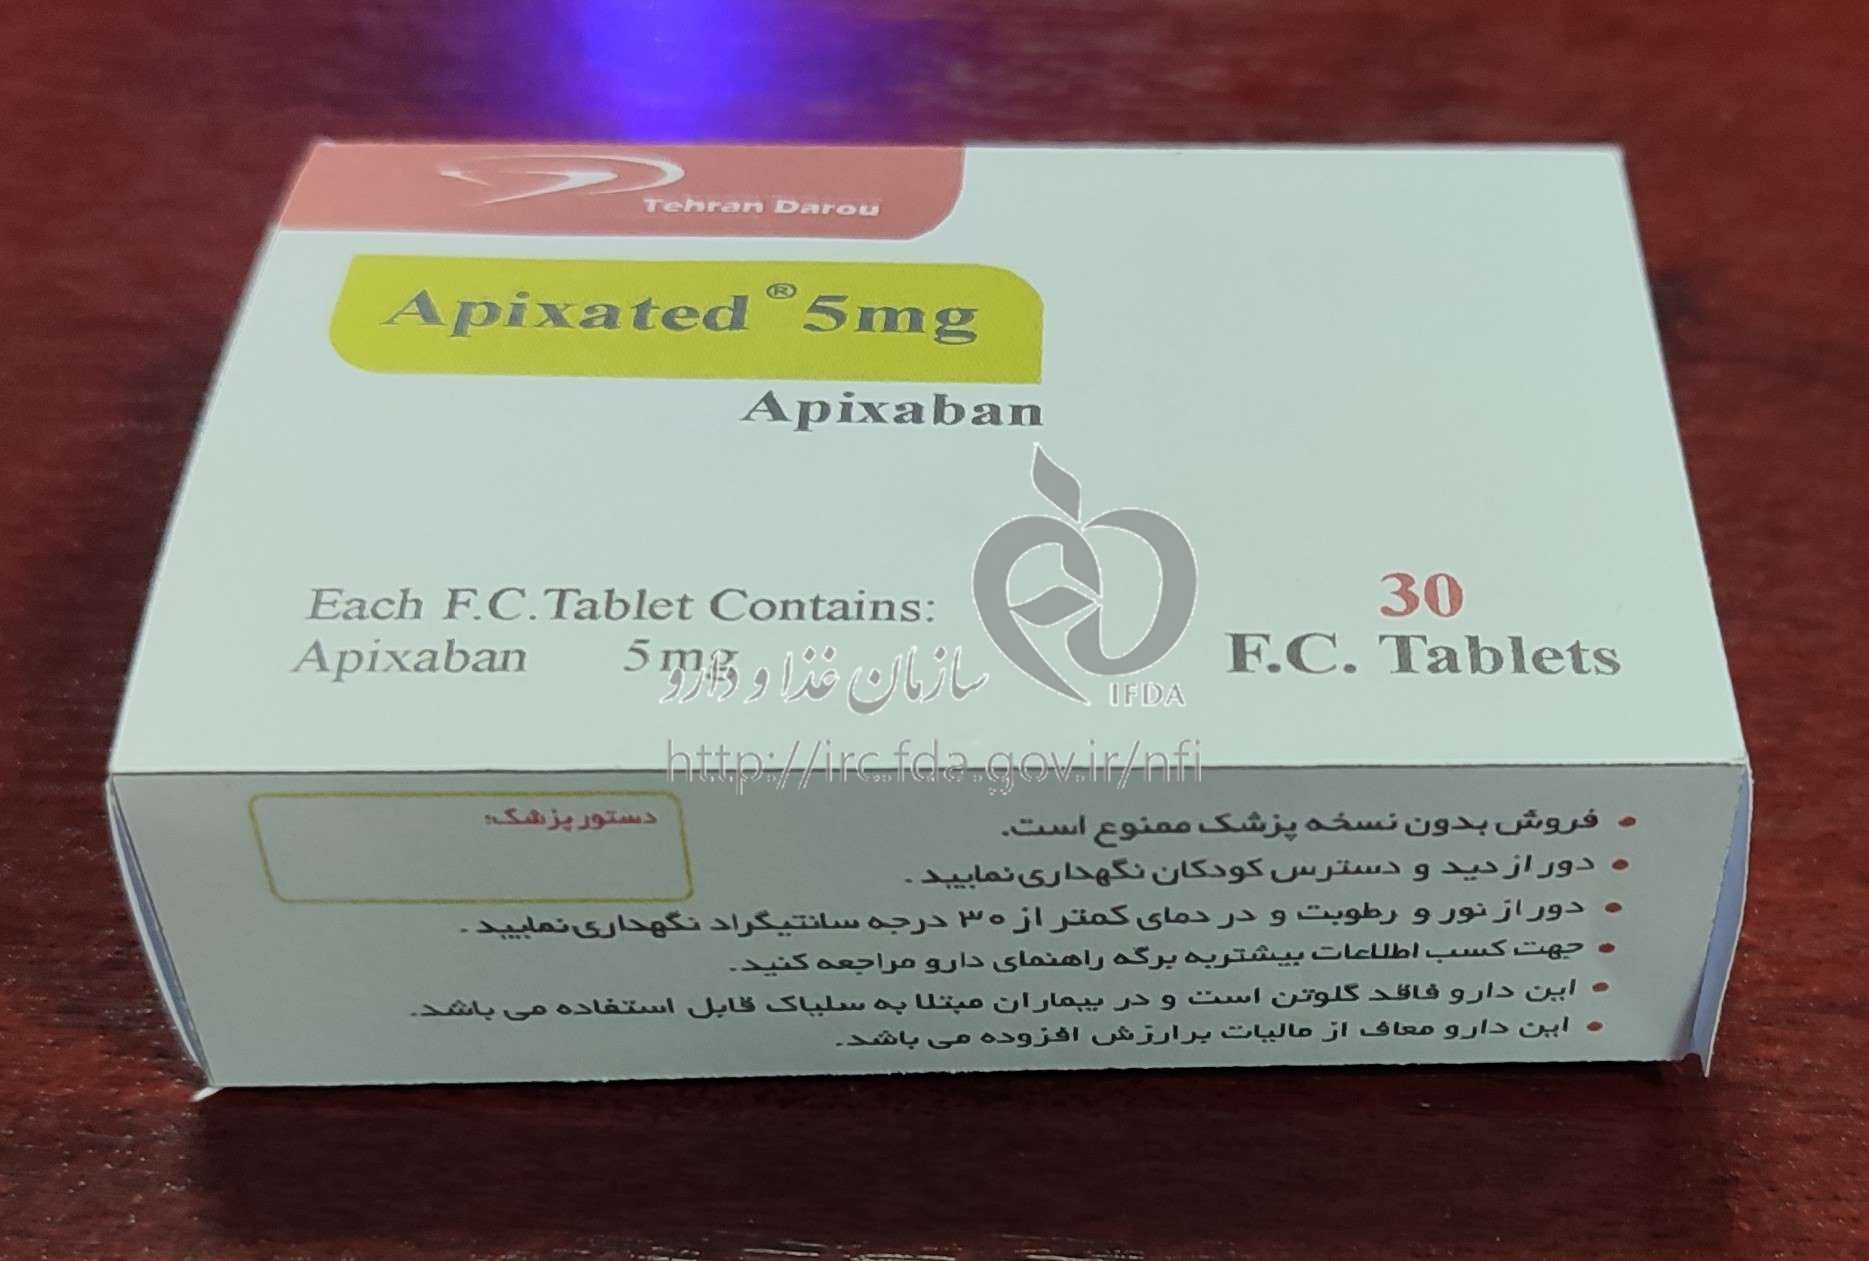 Tehran Darou
Apixated® 5mg
Apixaban
Each F.C. Tablet Contains:
Apixaban 5mg
30
F.C. Tablets
IFDA
سازمان غذا و دارو
http://irc.fda.gov.ir/nfi
دستور پزشک:
• فروش بدون نسخه پزشک ممنوع است.
• دور از دید و دسترس کودکان نگهداری نمایید.
• دور از نور و رطوبت و در دمای کمتر از ۳۰ درجه سانتیگراد نگهداری نمایید.
• جهت کسب اطلاعات بیشتر به برگه راهنمای دارو مراجعه کنید.
• این دارو فاقد گلوتن است و در بیماران مبتلا به سلیاک قابل استفاده می باشد.
• این دارو معاف از مالیات بر ارزش افزوده می باشد.